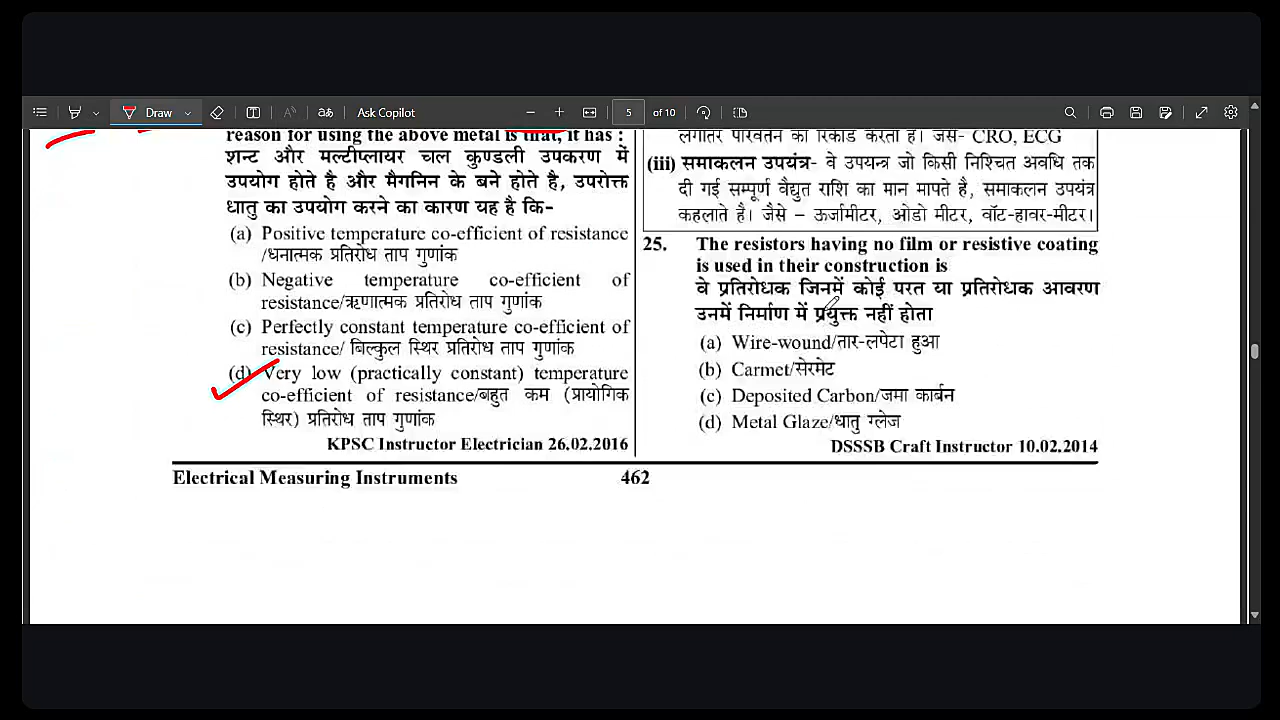 Draw
Ask Copilot
5 of 10
reason for using the above metal is that, it has :
शन्ट और मल्टीप्लायर चल कुण्डली उपकरण में
उपयोग होते है और मैगनिन के बने होते है, उपरोक्त
धातु का उपयोग करने का कारण यह है कि-
(a) Positive temperature co-efficient of resistance
/धनात्मक प्रतिरोध ताप गुणांक
(b) Negative temperature co-efficient of
resistance/ऋणात्मक प्रतिरोध ताप गुणांक
(c) Perfectly constant temperature co-efficient of
resistance/ बिल्कुल स्थिर प्रतिरोध ताप गुणांक
(d) Very low (practically constant) temperature
co-efficient of resistance/बहुत कम (प्रायोगिक
स्थिर) प्रतिरोध ताप गुणांक
KPSC Instructor Electrician 26.02.2016
लगातर परिवर्तन का रिकार्ड करता है। जैसे- CRO, ECG
(iii) समाकलन उपयंत्र- वे उपयन्त्र जो किसी निश्चित अवधि तक
दी गई सम्पूर्ण वैद्युत राशि का मान मापते है, समाकलन उपयंत्र
कहलाते है। जैसे – ऊर्जामीटर, ओडो मीटर, वॉट-हावर-मीटर।
25. The resistors having no film or resistive coating
is used in their construction is
वे प्रतिरोधक जिनमें कोई परत या प्रतिरोधक आवरण
उनमें निर्माण में प्रयुक्त नहीं होता
(a) Wire-wound/तार-लपेटा हुआ
(b) Carmet/सेरमेट
(c) Deposited Carbon/जमा कार्बन
(d) Metal Glaze/धातु ग्लेज
DSSSB Craft Instructor 10.02.2014
Electrical Measuring Instruments 462